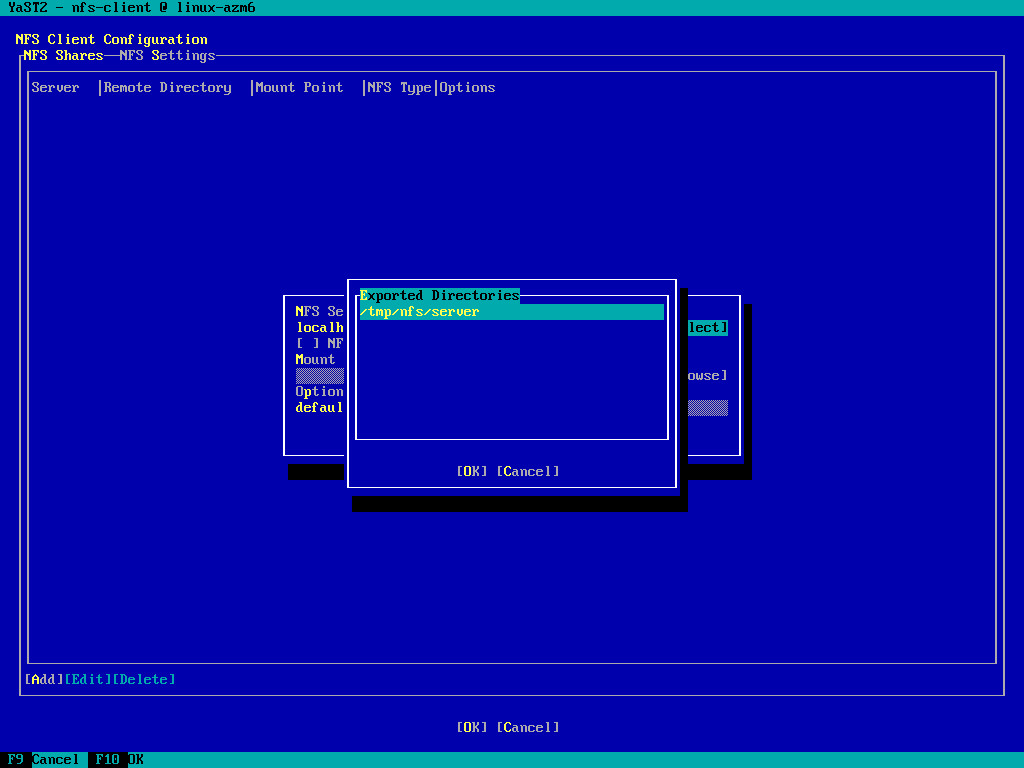 YaST2 - nfs-client @ linux-azm6
NFS Client Configuration
NFS Shares NFS Settings
Server |Remote Directory |Mount Point |NFS Type|Options
Exported Directories
/tmp/nfs/server
NFS Se
localh
lect]
[ ] NF
Mount
owse]
Option
defaul
[OK] [Cancel]
[Add][Edit][Delete]
[OK] [Cancel]
F9 Cancel F10 OK